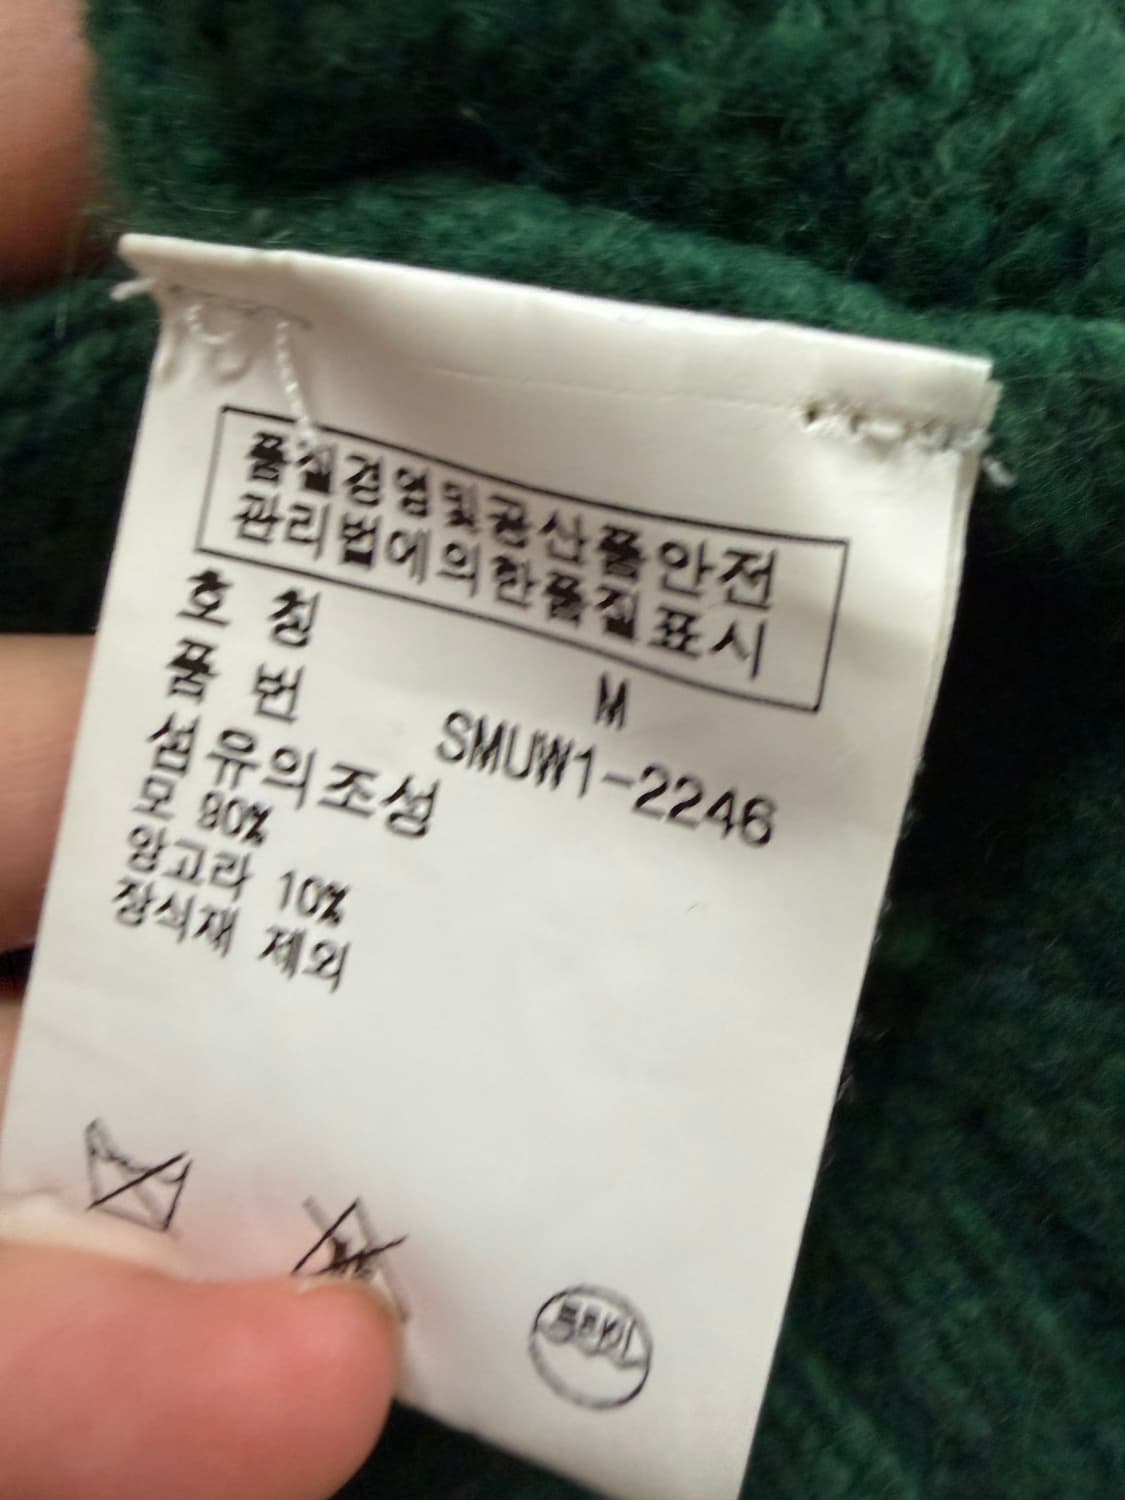 품질경영및공산품안전
관리법에의한품질표시
호 칭 M
품 번 SMUW1-2246
섬유의조성
모
앙고라 10%
장식재 제외